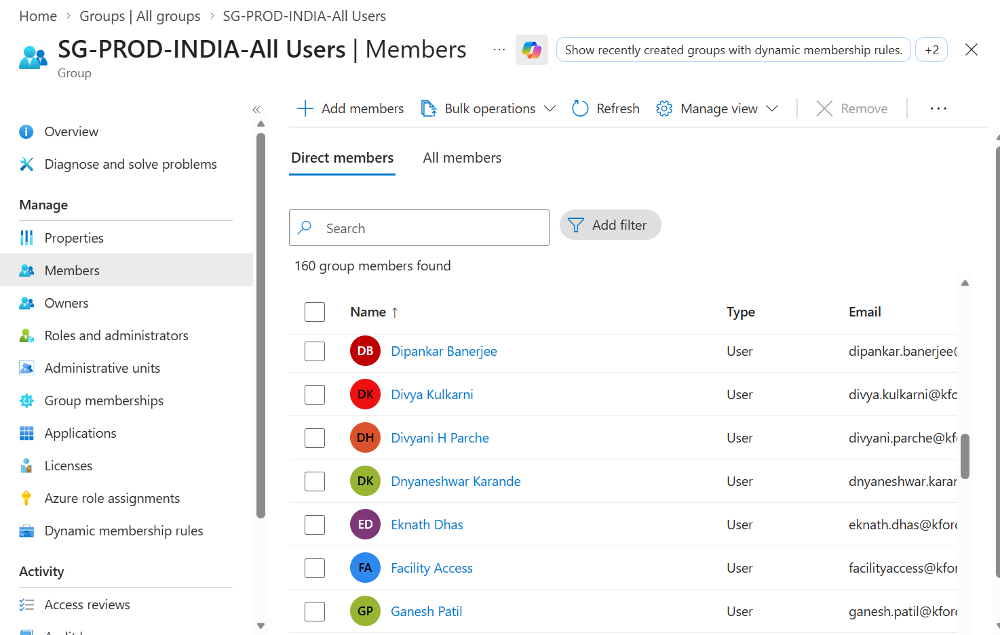 Home > Groups | All groups > SG-PROD-INDIA-All Users
SG-PROD-INDIA-All Users | Members
Group
Show recently created groups with dynamic membership rules.
+2
Add members
Bulk operations
Refresh
Manage view
Remove
Overview
Diagnose and solve problems
Manage
Properties
Members
Owners
Roles and administrators
Administrative units
Group memberships
Applications
Licenses
Azure role assignments
Dynamic membership rules
Activity
Access reviews
Direct members
All members
Search
Add filter
160 group members found
Name ↑ Type Email
DB Dipankar Banerjee User dipankar.banerjee@
DK Divya Kulkarni User divya.kulkarni@kfo
DH Divyani H Parche User divyani.parche@kf
DK Dnyaneshwar Karande User dnyaneshwar.karar
ED Eknath Dhas User eknath.dhas@kford
FA Facility Access User facilityaccess@kfor
GP Ganesh Patil User ganesh.patil@kford